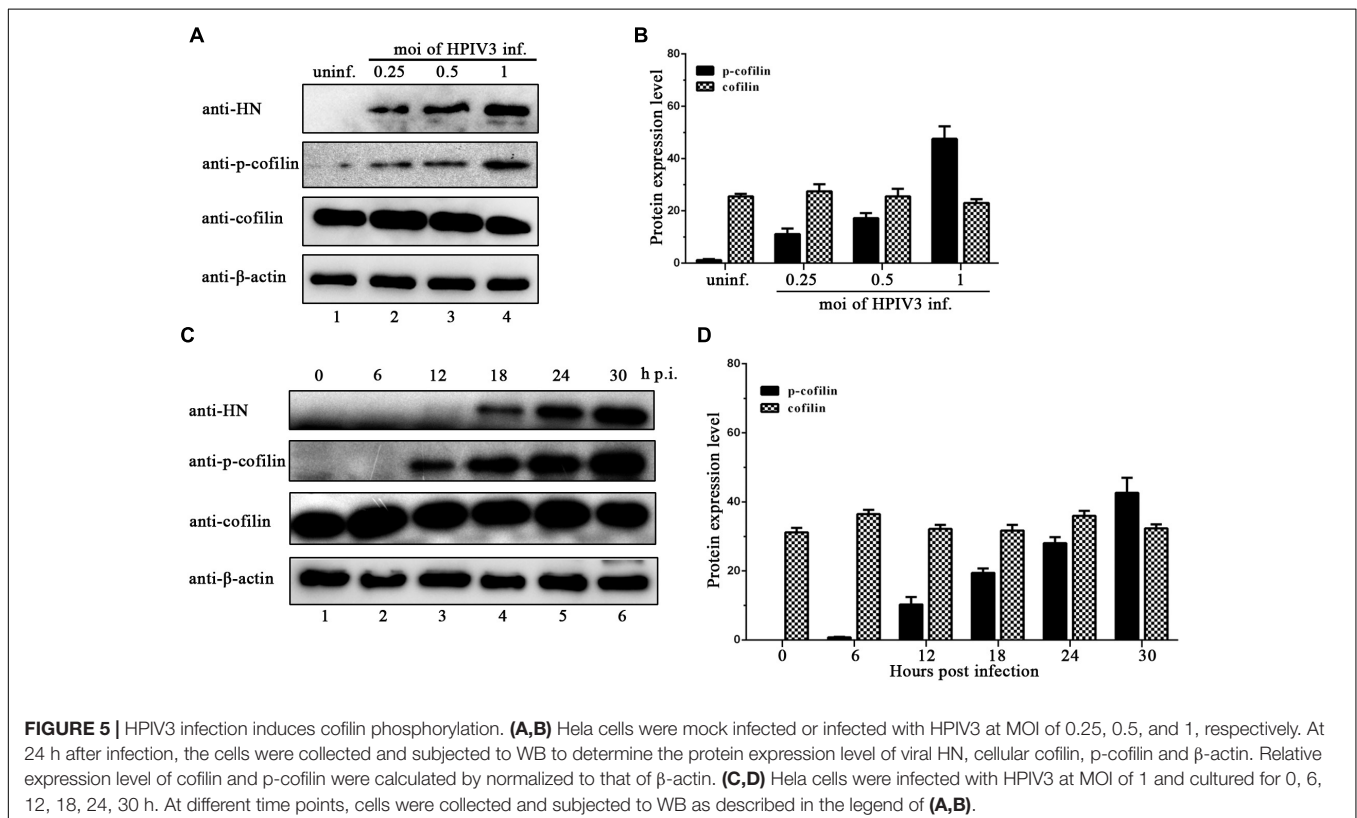 A
moi of HPIV3 inf.
uninf. 0.25 0.5 1
anti-HN
anti-p-cofilin
anti-cofilin
anti-β-actin
1 2 3 4
B
p-cofilin
cofilin
Protein expression level
80
60
40
20
0
uninf. 0.25 0.5 1
moi of HPIV3 inf.
C
0 6 12 18 24 30 h p.i.
anti-HN
anti-p-cofilin
anti-cofilin
anti-β-actin
1 2 3 4 5 6
D
p-cofilin
cofilin
Protein expression level
80
60
40
20
0
0 6 12 18 24 30
Hours post infection
FIGURE 5 | HPIV3 infection induces cofilin phosphorylation. (A,B) Hela cells were mock infected or infected with HPIV3 at MOI of 0.25, 0.5, and 1, respectively. At
24 h after infection, the cells were collected and subjected to WB to determine the protein expression level of viral HN, cellular cofilin, p-cofilin and β-actin. Relative
expression level of cofilin and p-cofilin were calculated by normalized to that of β-actin. (C,D) Hela cells were infected with HPIV3 at MOI of 1 and cultured for 0, 6,
12, 18, 24, 30 h. At different time points, cells were collected and subjected to WB as described in the legend of (A,B).